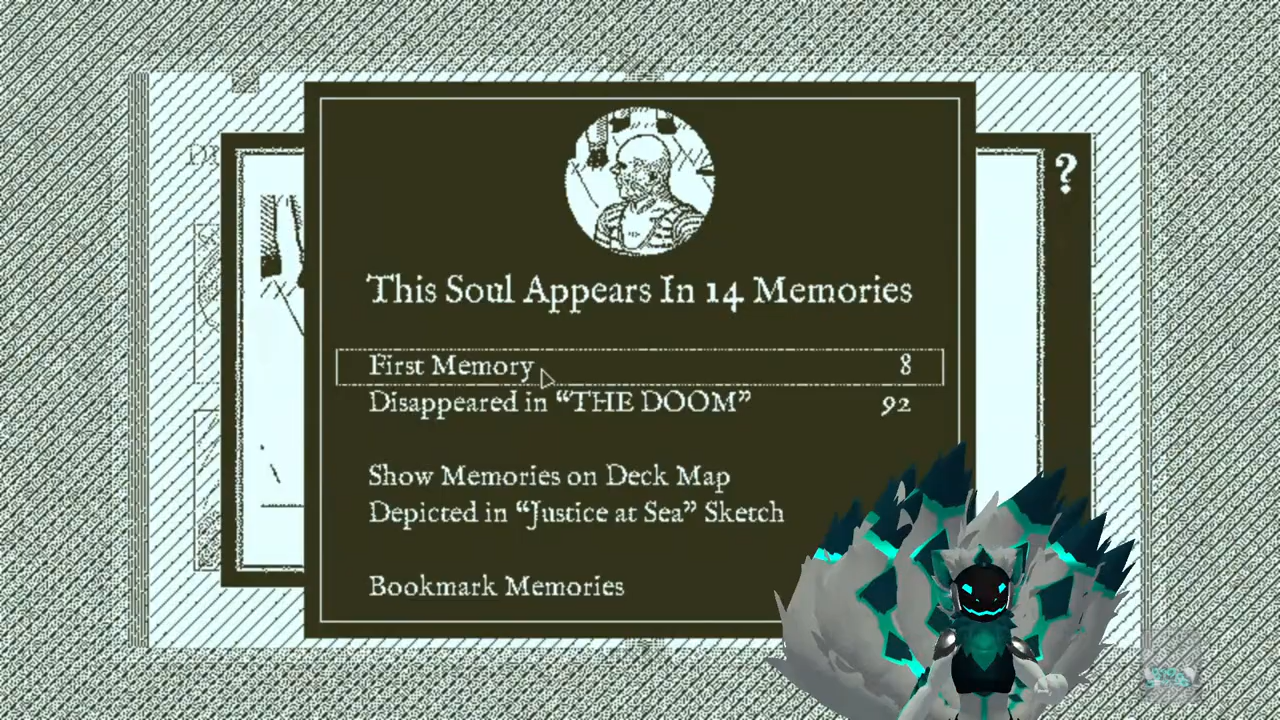 ?
This Soul Appears In 14 Memories
First Memory 8
Disappeared in “THE DOOM” 92
Show Memories on Deck Map
Depicted in “Justice at Sea” Sketch
Bookmark Memories